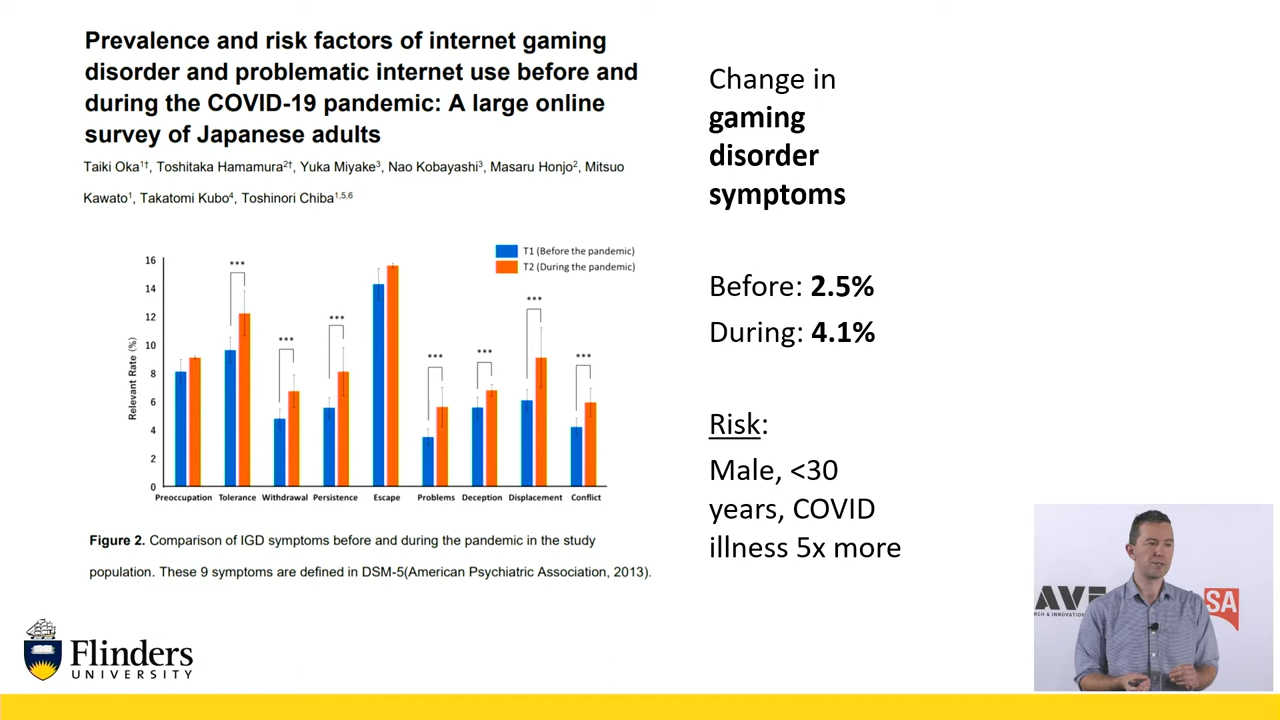 Prevalence and risk factors of internet gaming
disorder and problematic internet use before and
during the COVID-19 pandemic: A large online
survey of Japanese adults
Taiki Oka1†, Toshitaka Hamamura2†, Yuka Miyake3, Nao Kobayashi3, Masaru Honjo2, Mitsuo
Kawato1, Takatomi Kubo4, Toshinori Chiba1,5,6
T1 (Before the pandemic)
T2 (During the pandemic)
Relevant Rate (%)
16
14
12
10
8
6
4
2
0
***
***
***
***
***
***
***
Preoccupation Tolerance Withdrawal Persistence Escape Problems Deception Displacement Conflict
Figure 2. Comparison of IGD symptoms before and during the pandemic in the study
population. These 9 symptoms are defined in DSM-5(American Psychiatric Association, 2013).
Change in
gaming
disorder
symptoms
Before: 2.5%
During: 4.1%
Risk:
Male, <30
years, COVID
illness 5x more
Flinders
UNIVERSITY
SA